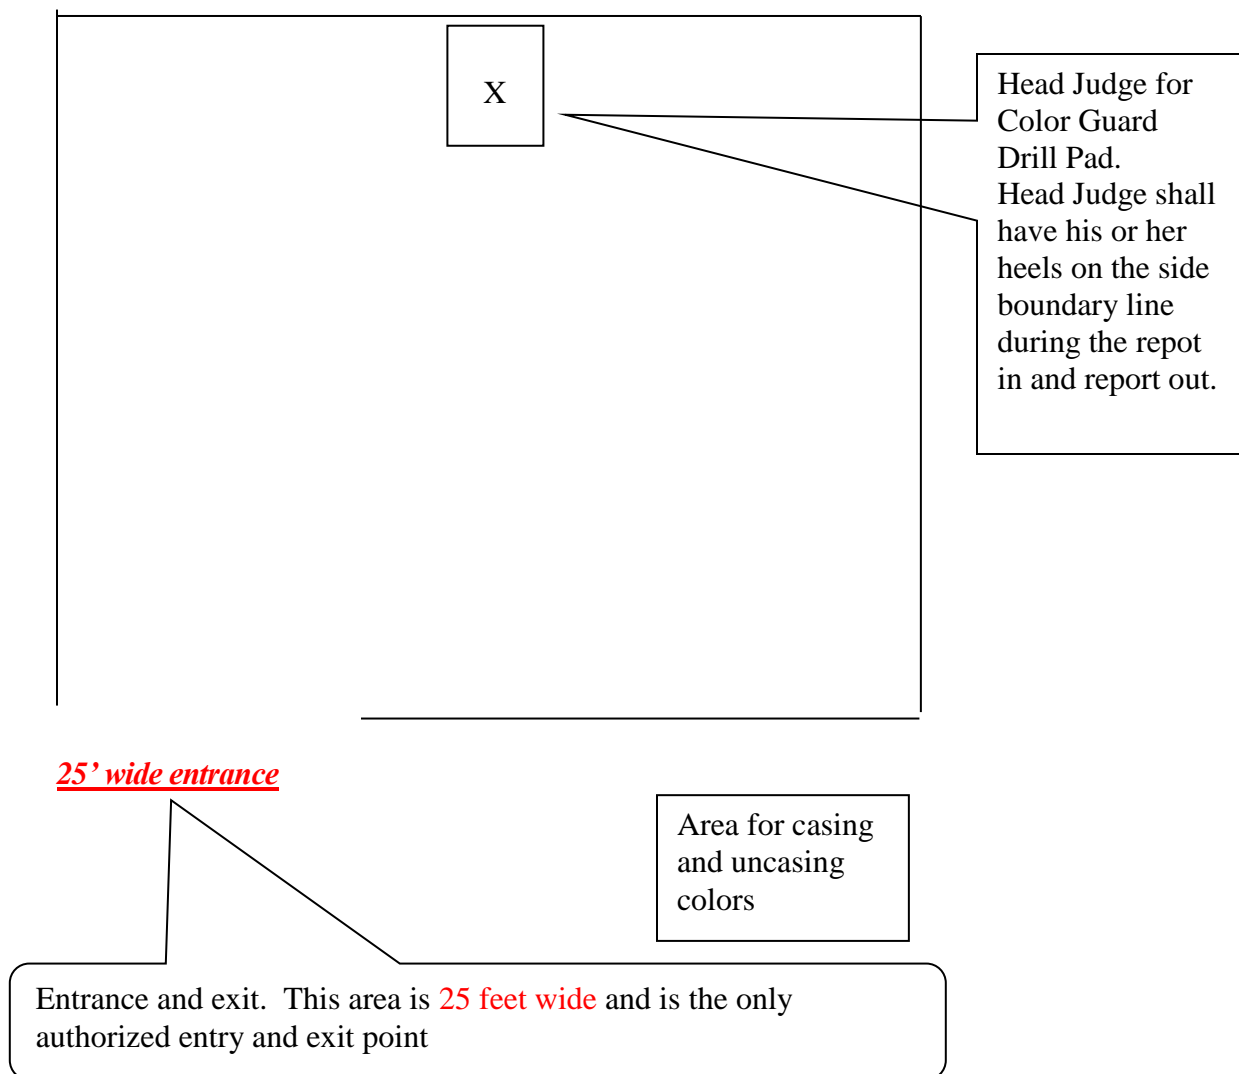 X
Head Judge for
Color Guard
Drill Pad.
Head Judge shall
have his or her
heels on the side
boundary line
during the repot
in and report out.
25’ wide entrance
Area for casing
and uncasing
colors
Entrance and exit.  This area is 25 feet wide and is the only
authorized entry and exit point